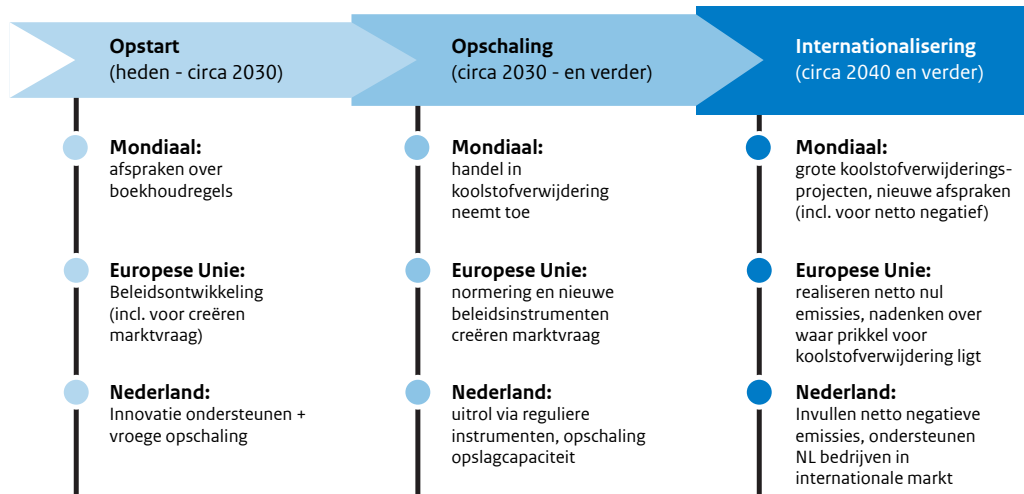 Opstart
(heden - circa 2030)
Mondiaal:
afspraken over
boekhoudregels
Europese Unie:
Beleidsontwikkeling
(incl. voor creëren
marktvraag)
Nederland:
Innovatie ondersteunen +
vroege opschaling
Opschaling
(circa 2030 - en verder)
Mondiaal:
handel in
koolstofverwijdering
neemt toe
Europese Unie:
normering en nieuwe
beleidsinstrumenten
creëren marktvraag
Nederland:
uitrol via reguliere
instrumenten, opschaling
opslagcapaciteit
Internationalisering
(circa 2040 en verder)
Mondiaal:
grote koolstofverwijderings-
projecten, nieuwe afspraken
(incl. voor netto negatief)
Europese Unie:
realiseren netto nul
emissies, nadenken over
waar prikkel voor
koolstofverwijdering ligt
Nederland:
Invullen netto negatieve
emissies, ondersteunen
NL bedrijven in
internationale markt